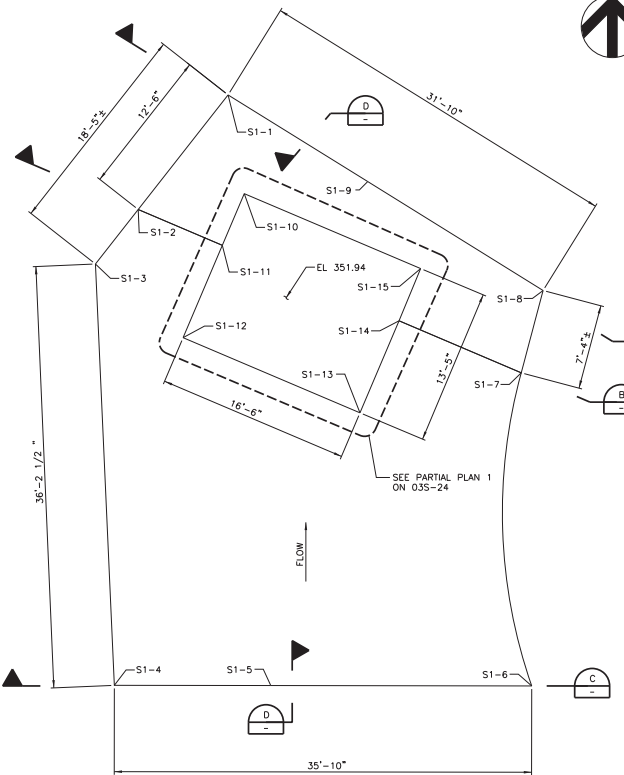 31'-10"
18'-5"±
12'-6"
D
-
S1-1
S1-9
S1-2
S1-10
S1-3
S1-11
EL 351.94
S1-15
S1-8
S1-12
S1-14
7'-4"±
S1-13
S1-7
13'-5"
B
-
16'-6"
36'-2 1/2 "
SEE PARTIAL PLAN 1
ON 03S-24
FLOW
S1-4
S1-5
S1-6
C
-
D
-
35'-10"